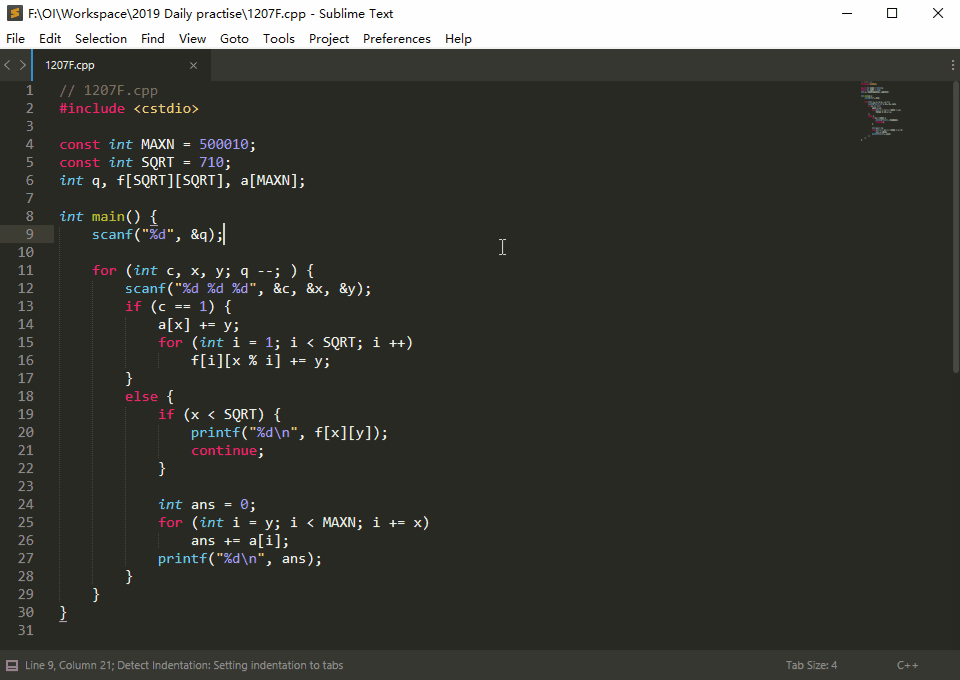 F:\OI\Workspace\2019 Daily practise\1207F.cpp - Sublime Text
File Edit Selection Find View Goto Tools Project Preferences Help
1207F.cpp
1 // 1207F.cpp
2 #include <cstdio>
3
4 const int MAXN = 500010;
5 const int SQRT = 710;
6 int q, f[SQRT][SQRT], a[MAXN];
7
8 int main() {
9     scanf("%d", &q);
10
11     for (int c, x, y; q --; ) {
12         scanf("%d %d %d", &c, &x, &y);
13         if (c == 1) {
14             a[x] += y;
15             for (int i = 1; i < SQRT; i ++)
16                 f[i][x % i] += y;
17         }
18         else {
19             if (x < SQRT) {
20                 printf("%d\n", f[x][y]);
21                 continue;
22             }
23
24             int ans = 0;
25             for (int i = y; i < MAXN; i += x)
26                 ans += a[i];
27             printf("%d\n", ans);
28         }
29     }
30 }
31
Line 9, Column 21; Detect Indentation: Setting indentation to tabs Tab Size: 4 C++